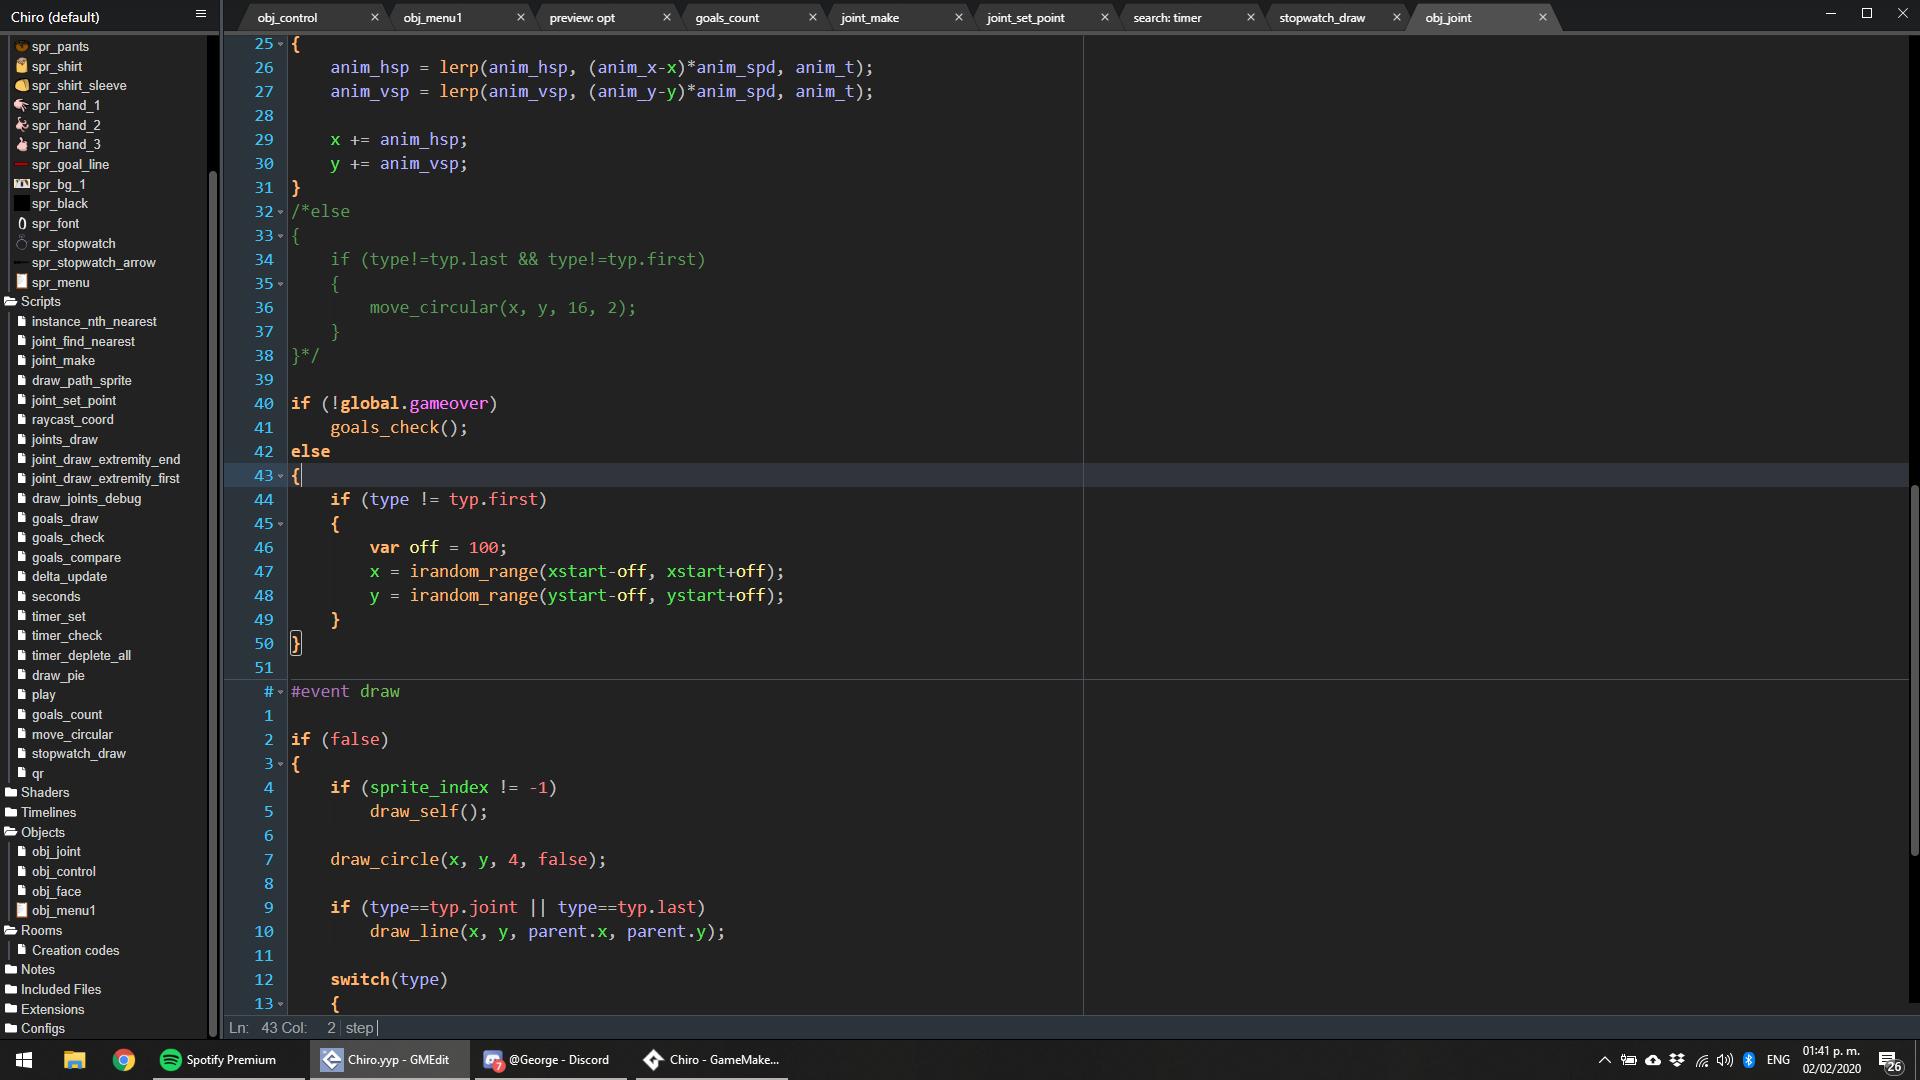 Chiro (default)
obj_control
obj_menu1
preview: opt
goals_count
joint_make
joint_set_point
search: timer
stopwatch_draw
obj_joint
spr_pants
spr_shirt
spr_shirt_sleeve
spr_hand_1
spr_hand_2
spr_hand_3
spr_goal_line
spr_bg_1
spr_black
spr_font
spr_stopwatch
spr_stopwatch_arrow
spr_menu
Scripts
instance_nth_nearest
joint_find_nearest
joint_make
draw_path_sprite
joint_set_point
raycast_coord
joints_draw
joint_draw_extremity_end
joint_draw_extremity_first
draw_joints_debug
goals_draw
goals_check
goals_compare
delta_update
seconds
timer_set
timer_check
timer_deplete_all
draw_pie
play
goals_count
move_circular
stopwatch_draw
qr
Shaders
Timelines
Objects
obj_joint
obj_control
obj_face
obj_menu1
Rooms
Creation codes
Notes
Included Files
Extensions
Configs
25 {
26 anim_hsp = lerp(anim_hsp, (anim_x-x)*anim_spd, anim_t);
27 anim_vsp = lerp(anim_vsp, (anim_y-y)*anim_spd, anim_t);
28
29 x += anim_hsp;
30 y += anim_vsp;
31 }
32 /*else
33 {
34 if (type!=typ.last && type!=typ.first)
35 {
36 move_circular(x, y, 16, 2);
37 }
38 }*/
39
40 if (!global.gameover)
41 goals_check();
42 else
43 {
44 if (type != typ.first)
45 {
46 var off = 100;
47 x = irandom_range(xstart-off, xstart+off);
48 y = irandom_range(ystart-off, ystart+off);
49 }
50 }
51
# #event draw
1
2 if (false)
3 {
4 if (sprite_index != -1)
5 draw_self();
6
7 draw_circle(x, y, 4, false);
8
9 if (type==typ.joint || type==typ.last)
10 draw_line(x, y, parent.x, parent.y);
11
12 switch(type)
13 {
Ln: 43 Col: 2 step
Spotify Premium
Chiro.yyp - GMEdit
7
@George - Discord
Chiro - GameMake...
ENG
01:41 p. m.
02/02/2020
26